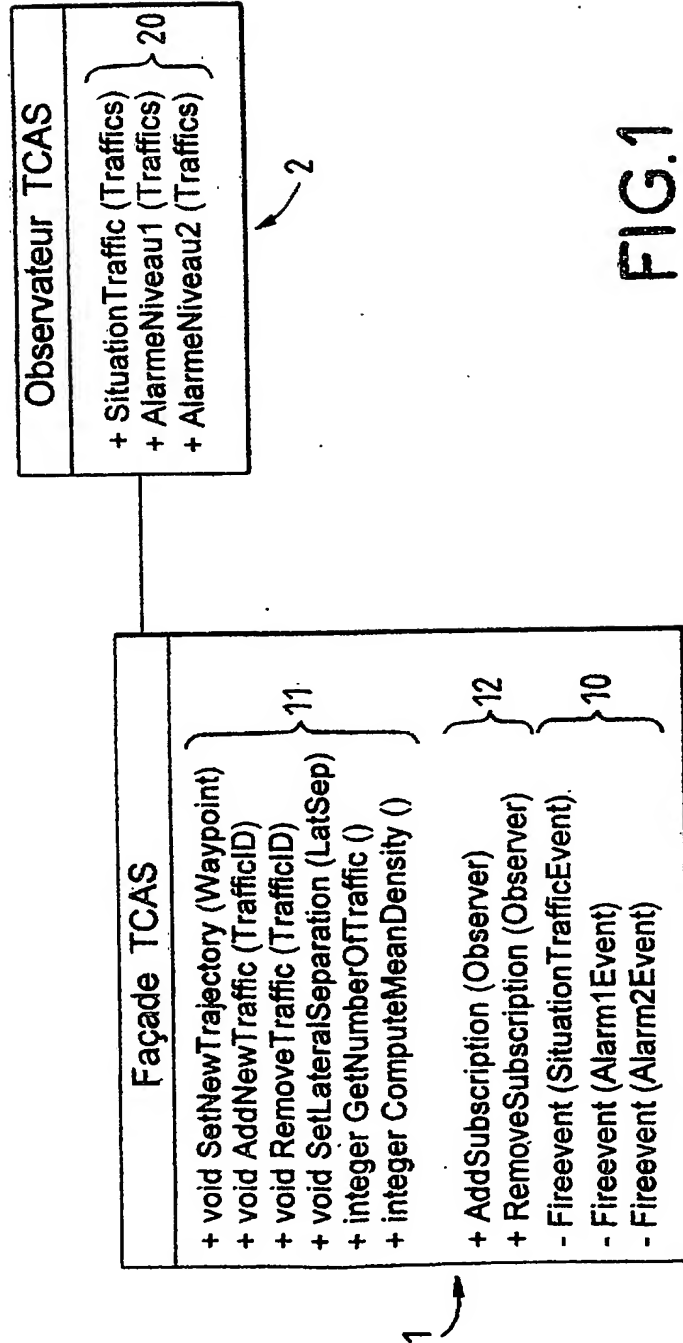 Façade TCAS
+ void SetNewTrajectory (Waypoint)
+ void AddNewTraffic (TrafficID)
+ void RemoveTraffic (TrafficID)
+ void SetLateralSeparation (LatSep)
+ integer GetNumberOfTraffic ()
+ integer ComputeMeanDensity ()
11
+ AddSubscription (Observer)
+ RemoveSubscription (Observer)
12
- Fireevent (SituationTrafficEvent).
- Fireevent (Alarm1Event)
- Fireevent (Alarm2Event)
10
1
Observateur TCAS
+ SituationTraffic (Traffics)
+ AlarmeNiveau1 (Traffics)
+ AlarmeNiveau2 (Traffics)
20
2
FIG.1